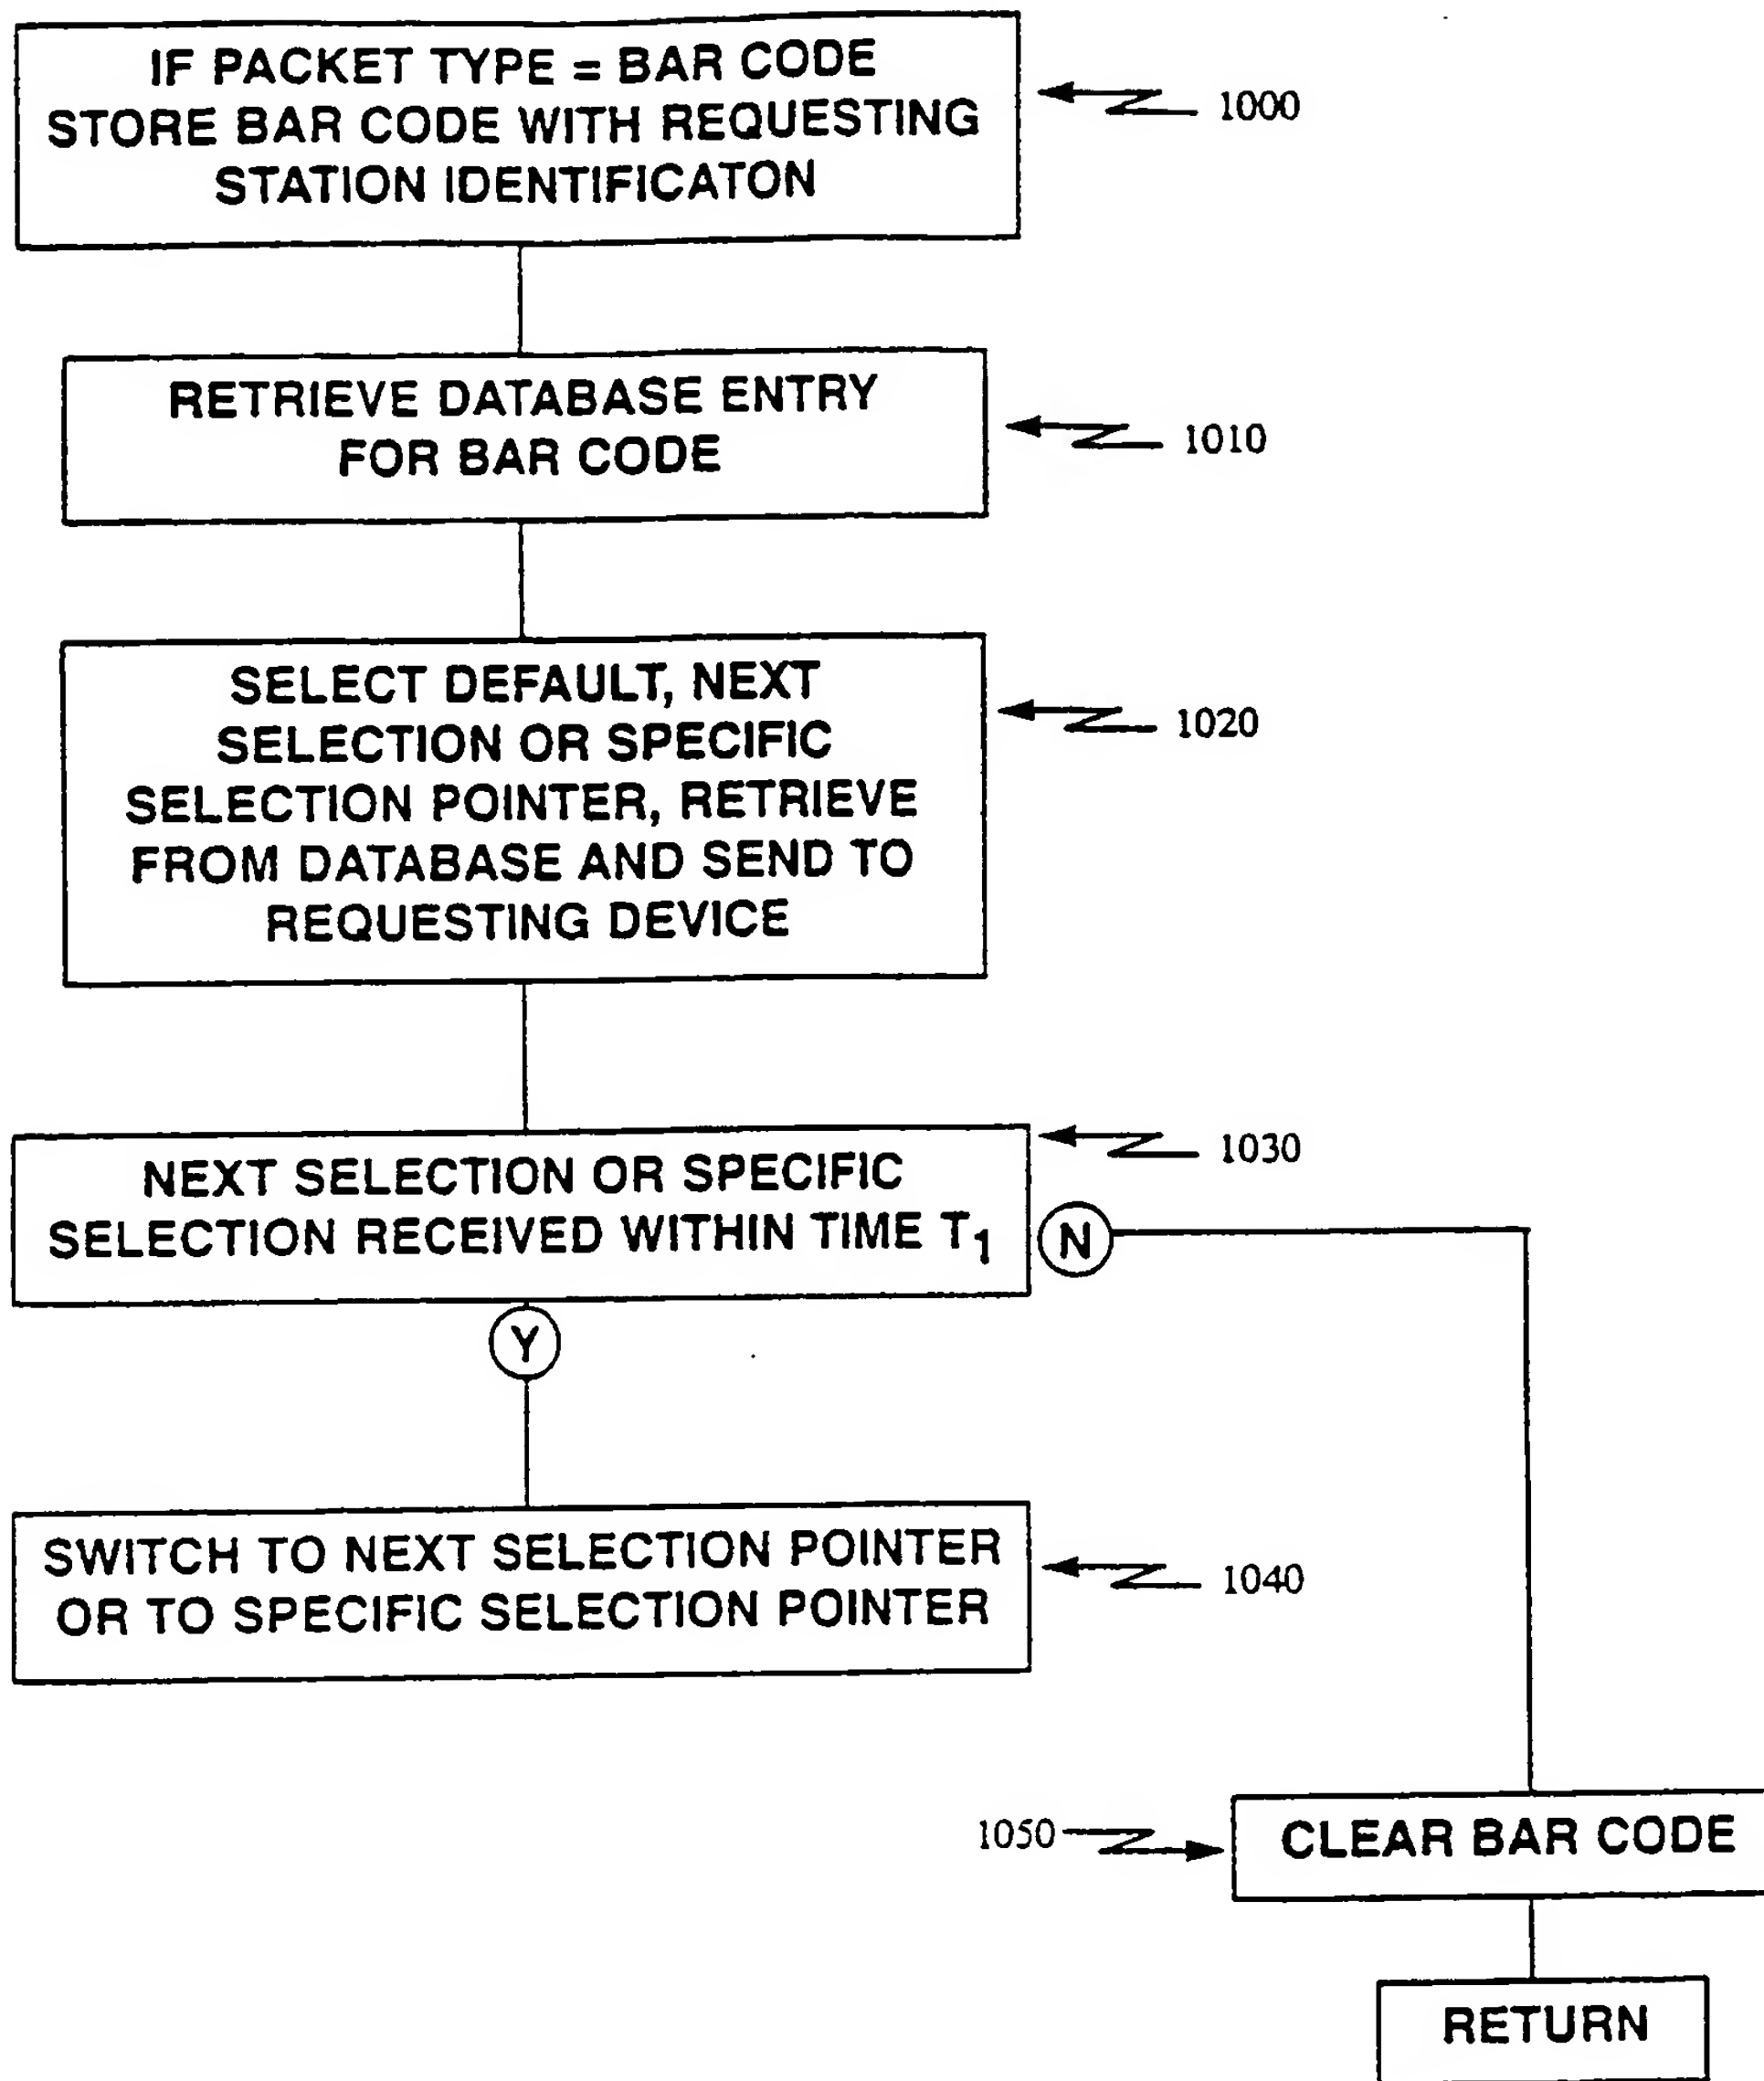 IF PACKET TYPE = BAR CODE
STORE BAR CODE WITH REQUESTING
STATION IDENTIFICATON
1000
RETRIEVE DATABASE ENTRY
FOR BAR CODE
1010
SELECT DEFAULT, NEXT
SELECTION OR SPECIFIC
SELECTION POINTER, RETRIEVE
FROM DATABASE AND SEND TO
REQUESTING DEVICE
1020
NEXT SELECTION OR SPECIFIC
SELECTION RECEIVED WITHIN TIME T1
1030
N
Y
SWITCH TO NEXT SELECTION POINTER
OR TO SPECIFIC SELECTION POINTER
1040
1050
CLEAR BAR CODE
RETURN